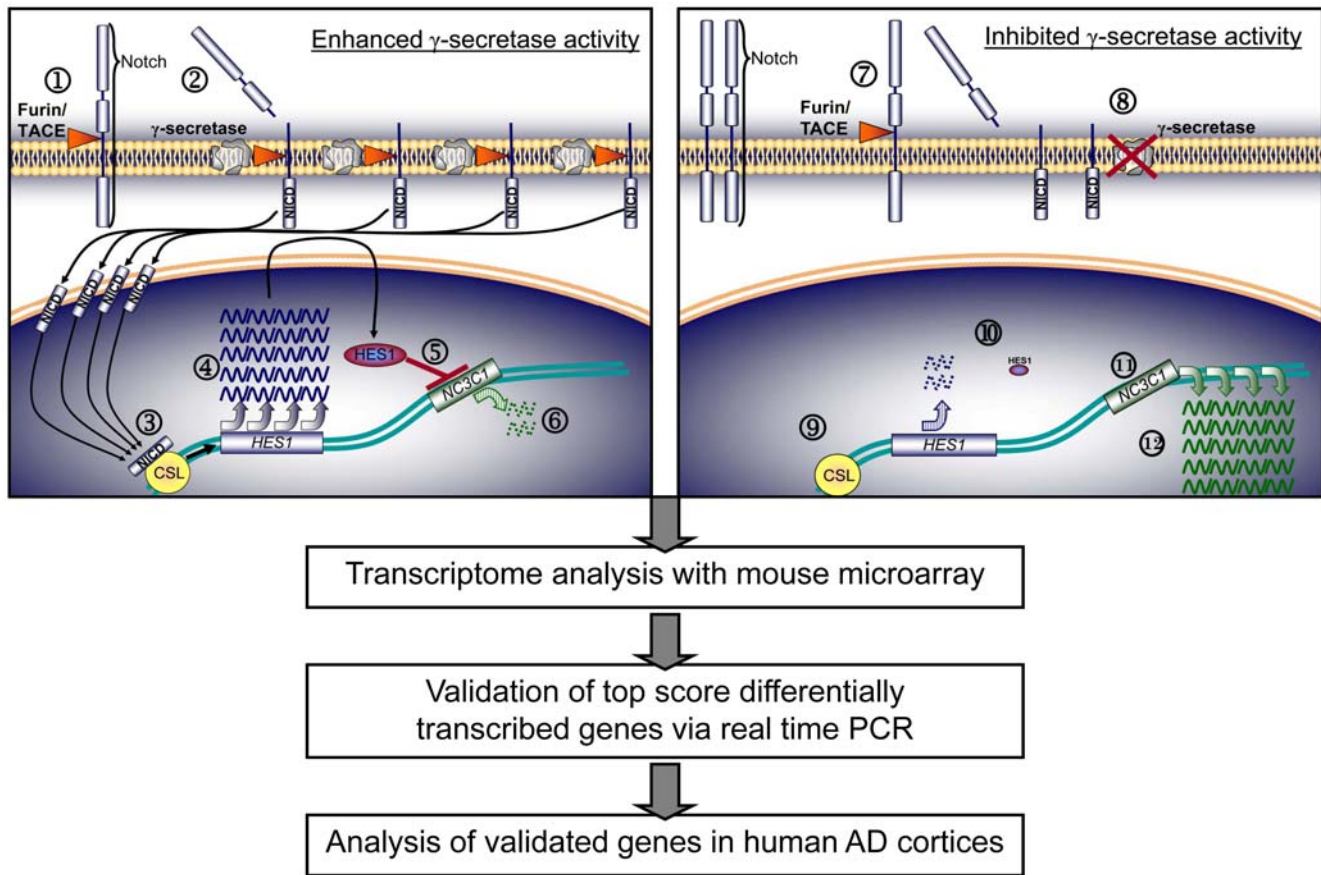 Enhanced γ-secretase activity
①
Notch
②
Furin/
TACE
γ-secretase
NICD
NICD
NICD
NICD
NICD
NICD
NICD
NICD
④
HES1
⑤
NC3C1
⑥
③
NICD
CSL
HES1
Inhibited γ-secretase activity
Notch
⑦
⑧
Furin/
TACE
γ-secretase
NICD
NICD
⑩
HES1
⑪
NC3C1
⑨
⑫
CSL
HES1
Transcriptome analysis with mouse microarray
Validation of top score differentially
transcribed genes via real time PCR
Analysis of validated genes in human AD cortices